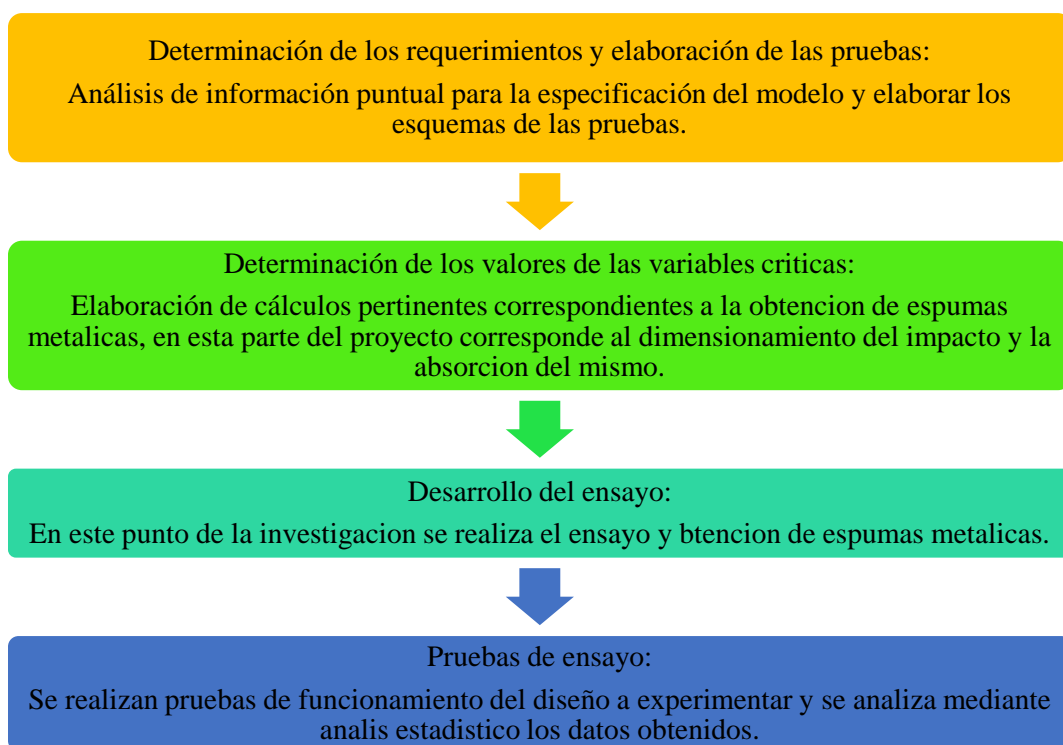 Determinación de los requerimientos y elaboración de las pruebas:
Análisis de información puntual para la especificación del modelo y elaborar los
esquemas de las pruebas.
Determinación de los valores de las variables criticas:
Elaboración de cálculos pertinentes correspondientes a la obtencion de espumas
metalicas, en esta parte del proyecto corresponde al dimensionamiento del impacto y la
absorcion del mismo.
Desarrollo del ensayo:
En este punto de la investigacion se realiza el ensayo y btencion de espumas metalicas.
Pruebas de ensayo:
Se realizan pruebas de funcionamiento del diseño a experimentar y se analiza mediante
analis estadistico los datos obtenidos.